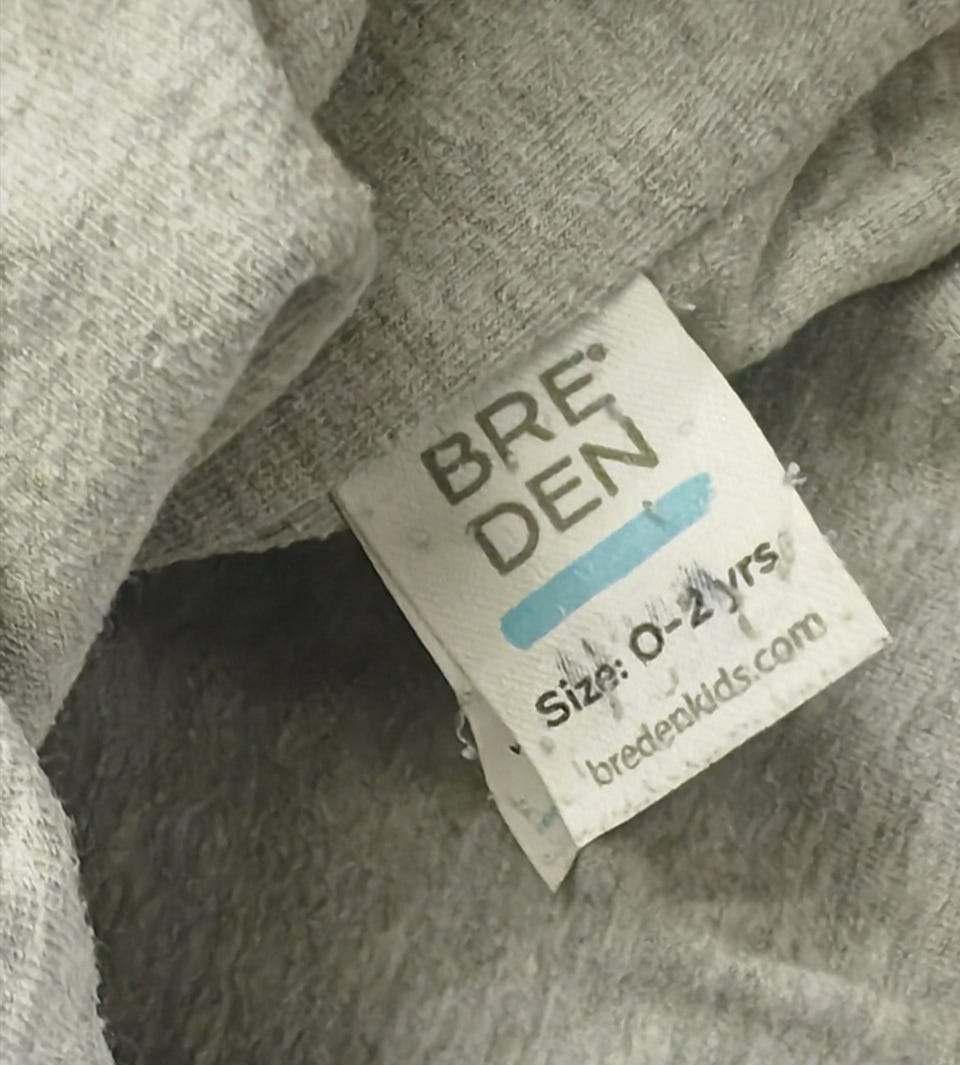 BRE
DEN
Size: 0-2 yrs
bredenkids.com